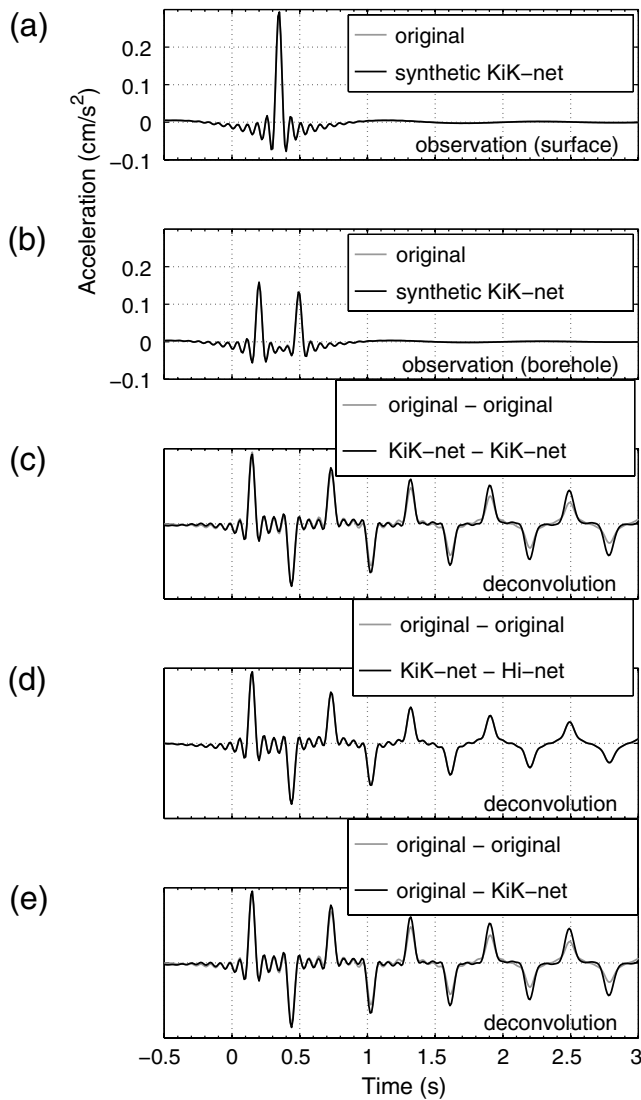 (a)
original
synthetic KiK−net
observation (surface)
0.2
0.1
0
−0.1
Acceleration (cm/s2)
(b)
original
synthetic KiK−net
observation (borehole)
0.2
0.1
0
−0.1
(c)
original − original
KiK−net − KiK−net
deconvolution
(d)
original − original
KiK−net − Hi−net
deconvolution
(e)
original − original
original − KiK−net
deconvolution
−0.5 0 0.5 1 1.5 2 2.5 3
Time (s)